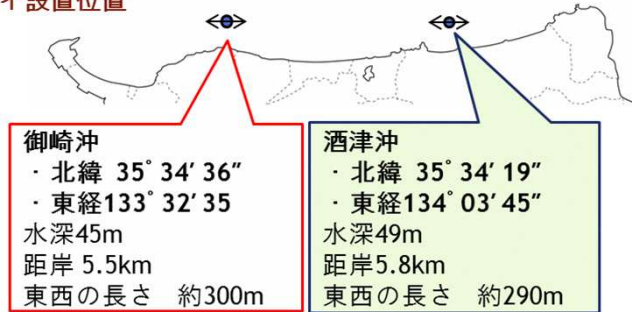 設置位置
御崎沖
・北緯 35ﾟ34′36″
・東経133ﾟ32′35
水深45m
距岸 5.5km
東西の長さ 約300m
酒津沖
・北緯 35ﾟ34′19″
・東経134ﾟ03′45″
水深49m
距岸5.8km
東西の長さ 約290m